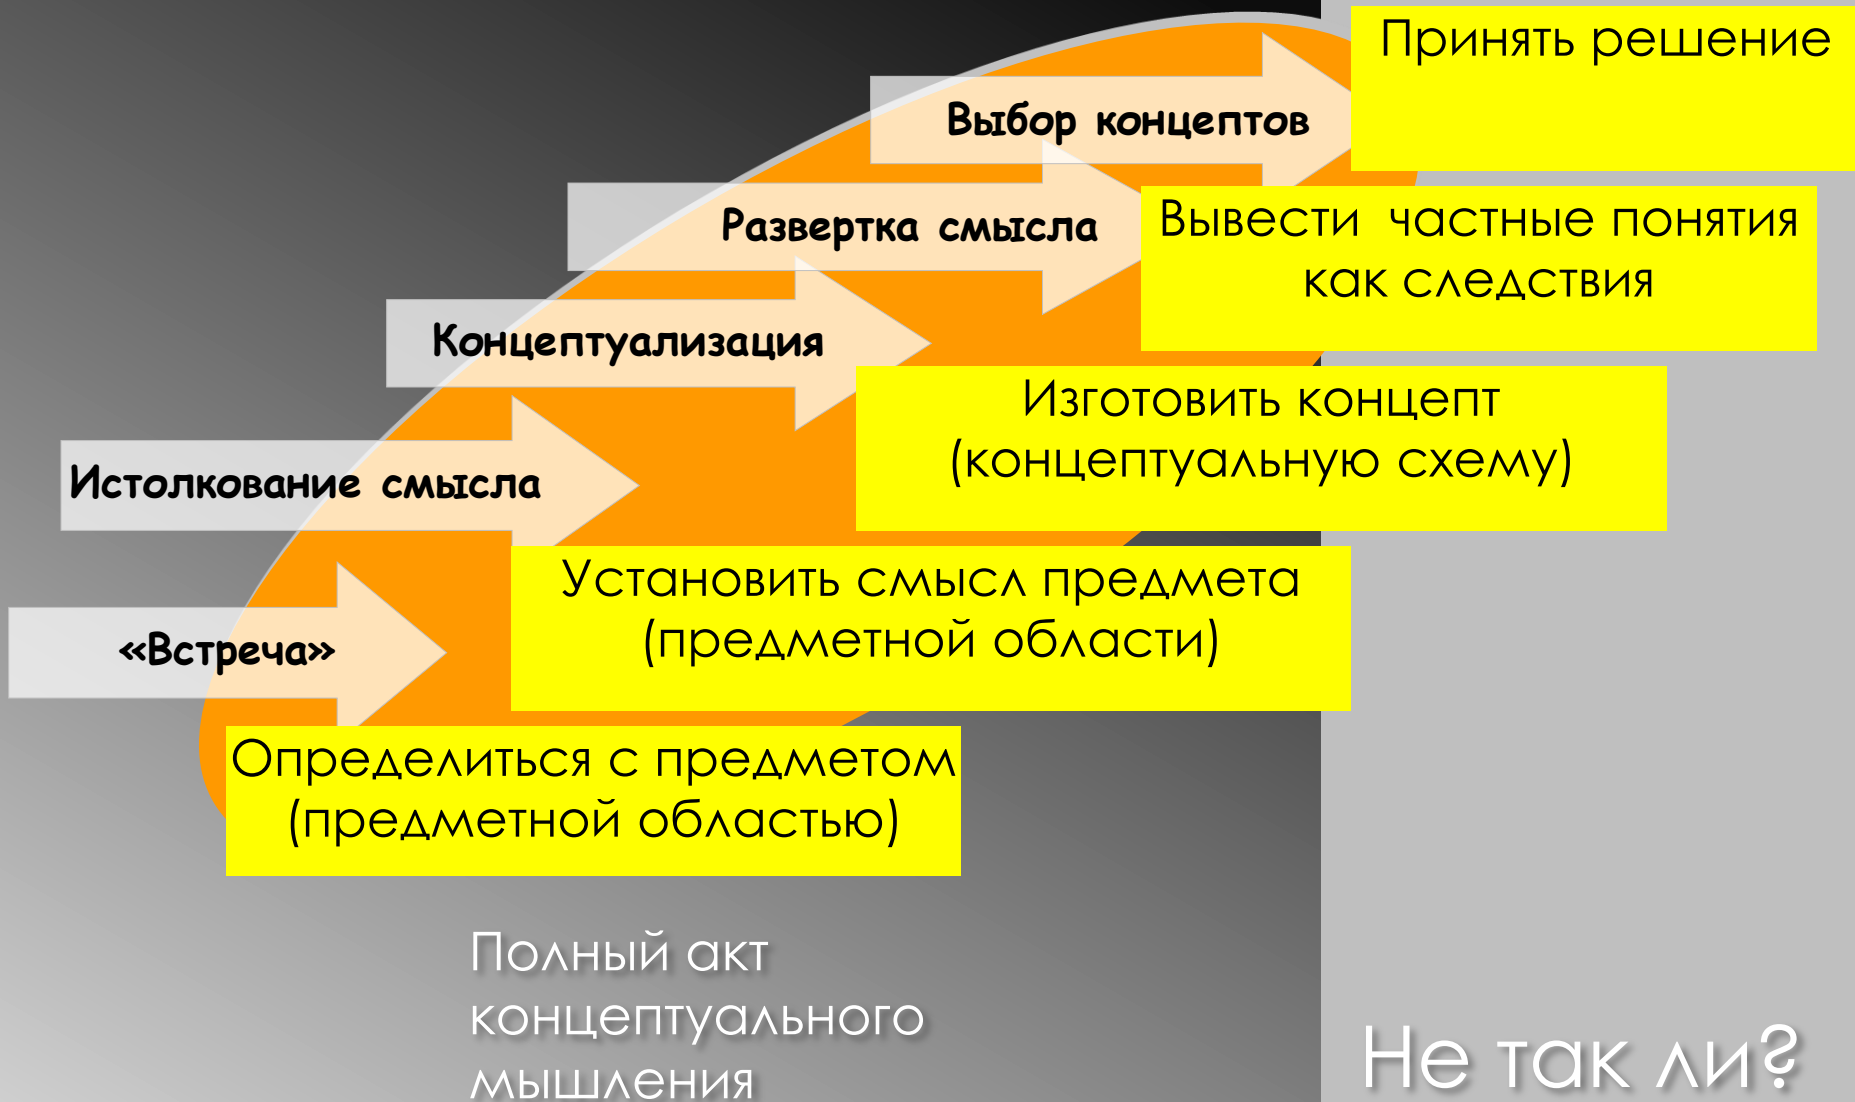 Принять решение
Выбор концептов
Вывести частные понятия
как следствия
Развертка смысла
Концептуализация
Изготовить концепт
(концептуальную схему)
Истолкование смысла
Установить смысл предмета
(предметной области)
«Встреча»
Определиться с предметом
(предметной областью)
Полный акт
концептуального
мышления
Не так ли?